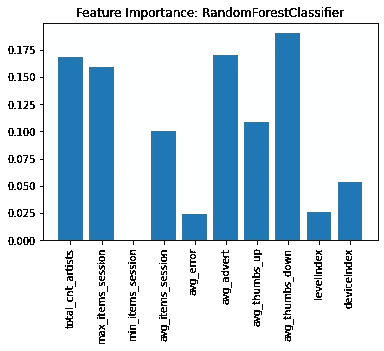 Feature Importance: RandomForestClassifier
0.175
0.150
0.125
0.100
0.075
0.050
0.025
0.000
total_cnt_artists
max_items_session
min_items_session
avg_items_session
avg_error
avg_advert
avg_thumbs_up
avg_thumbs_down
levelIndex
deviceIndex